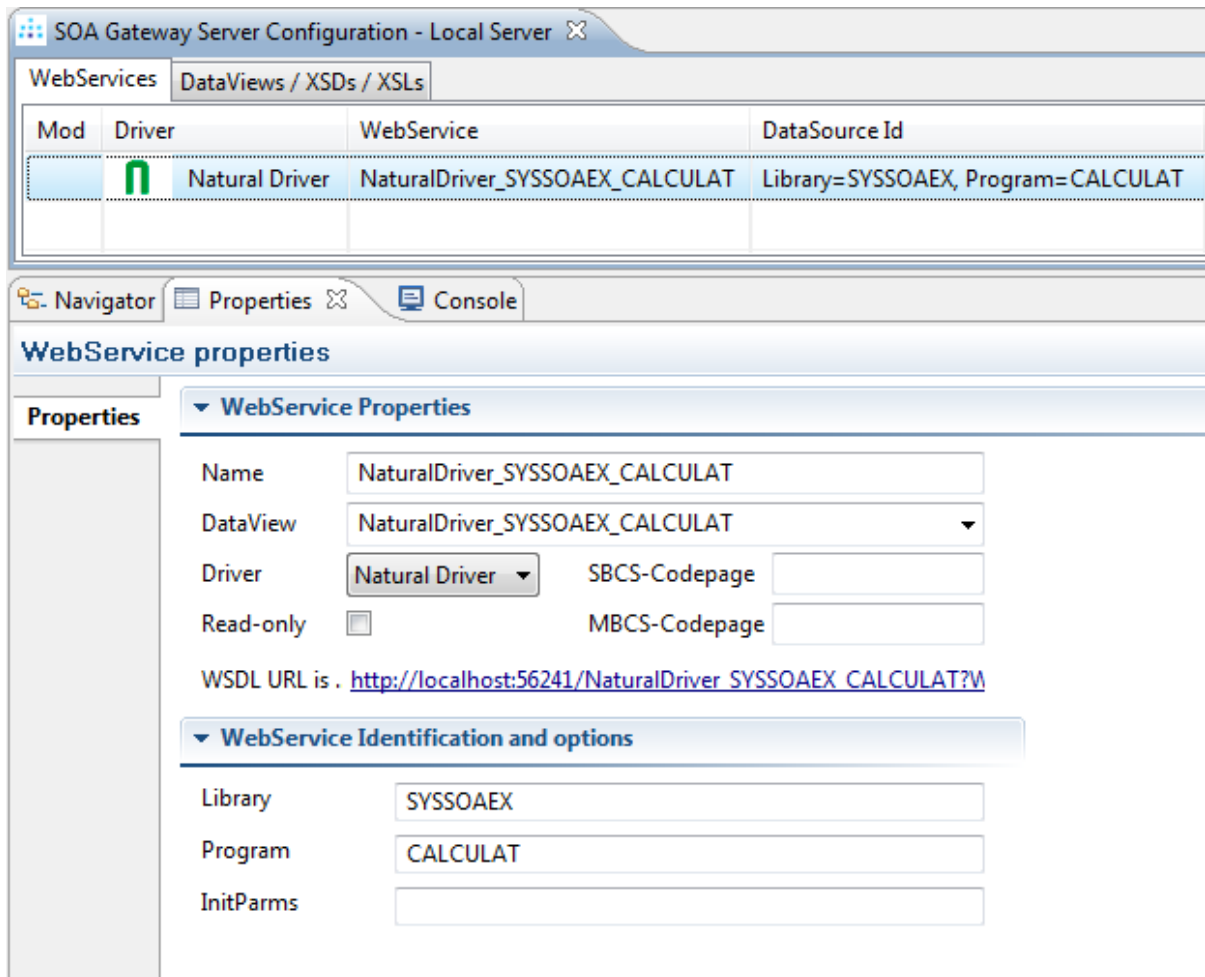 SOA Gateway Server Configuration - Local Server
WebServices DataViews / XSDs / XSLs
Mod Driver WebService DataSource Id
Natural Driver NaturalDriver_SYSSOAEX_CALCULAT Library=SYSSOAEX, Program=CALCULAT
Navigator Properties Console
WebService properties
Properties
WebService Properties
Name NaturalDriver_SYSSOAEX_CALCULAT
DataView NaturalDriver_SYSSOAEX_CALCULAT
Driver Natural Driver SBCS-Codepage
Read-only MBCS-Codepage
WSDL URL is . http://localhost:56241/NaturalDriver_SYSSOAEX_CALCULAT?W
WebService Identification and options
Library SYSSOAEX
Program CALCULAT
InitParms